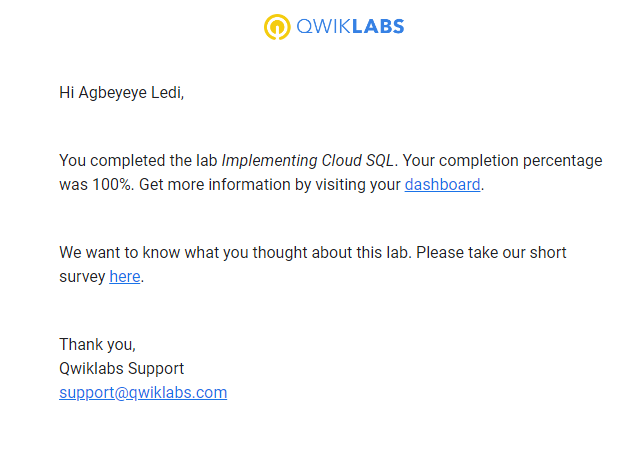 QWIKLABS
Hi Agbeyeye Ledi,
You completed the lab Implementing Cloud SQL. Your completion percentage
was 100%. Get more information by visiting your dashboard.
We want to know what you thought about this lab. Please take our short
survey here.
Thank you,
Qwiklabs Support
support@qwiklabs.com